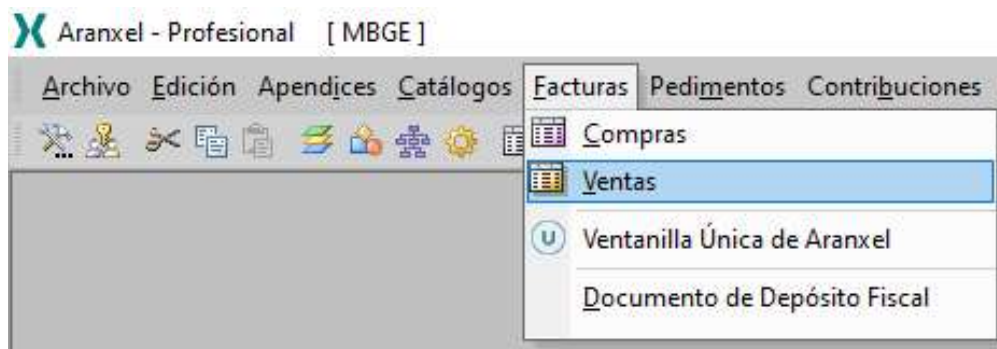 Aranxel - Profesional [ MBGE ]
Archivo Edición Apendices Catálogos Facturas Pedimentos Contribuciones
Compras
Ventas
U Ventanilla Única de Aranxel
Documento de Depósito Fiscal